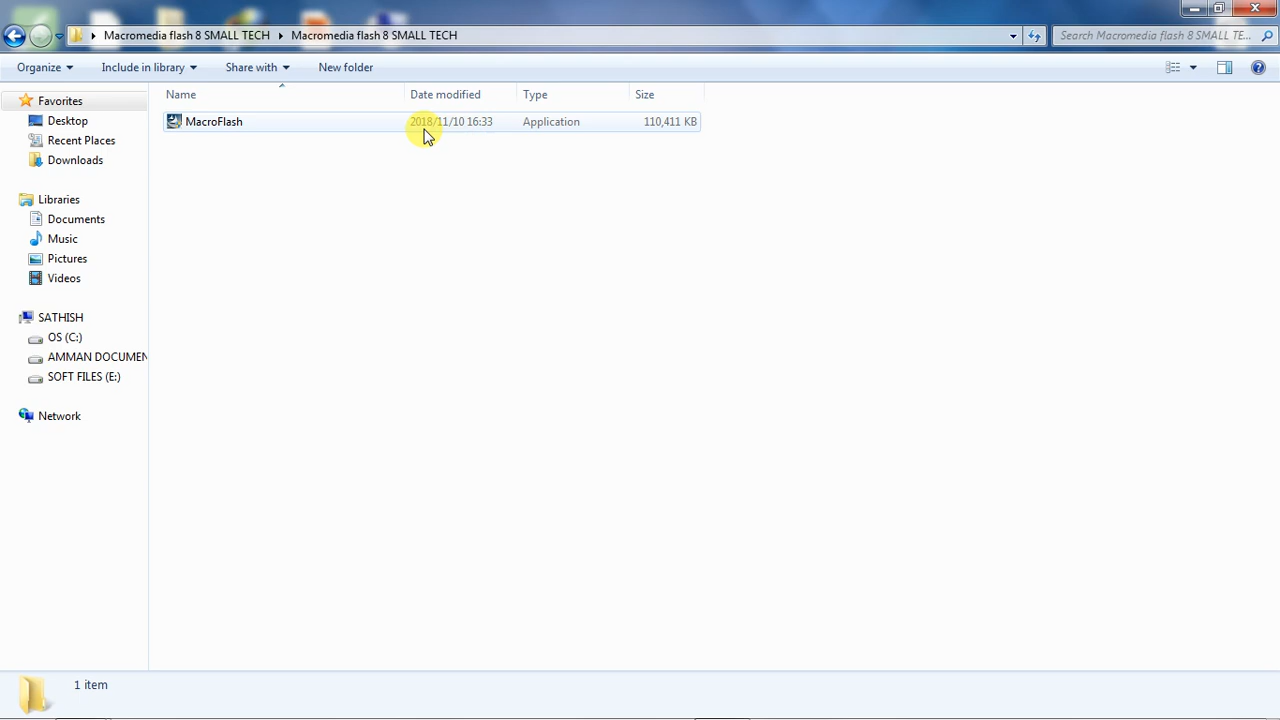 Macromedia flash 8 SMALL TECH Macromedia flash 8 SMALL TECH Search Macromedia flash 8 SMALL TE...
Organize Include in library Share with New folder
Name Date modified Type Size
MacroFlash 2018/11/10 16:33 Application 110,411 KB
Favorites
Desktop
Recent Places
Downloads
Libraries
Documents
Music
Pictures
Videos
SATHISH
OS (C:)
AMMAN DOCUMEN
SOFT FILES (E:)
Network
1 item